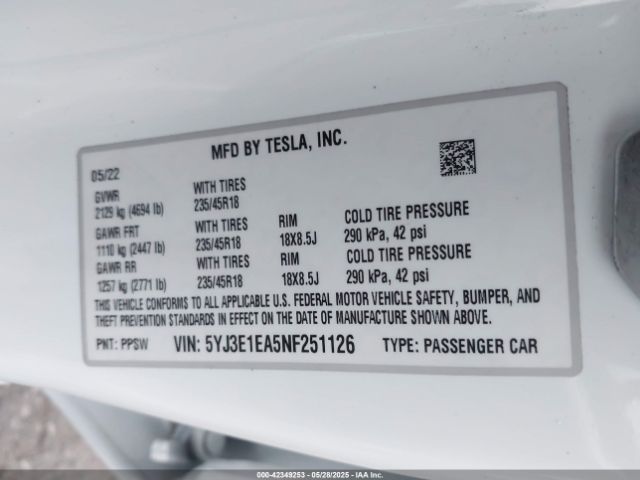 MFD BY TESLA, INC.
05/22
GVWR WITH TIRES
2129 kg (4694 lb) 235/45R18
GAWR FRT WITH TIRES RIM COLD TIRE PRESSURE
1110 kg (2447 lb) 235/45R18 18X8.5J 290 kPa, 42 psi
GAWR RR WITH TIRES RIM COLD TIRE PRESSURE
1257 kg (2771 lb) 235/45R18 18X8.5J 290 kPa, 42 psi
THIS VEHICLE CONFORMS TO ALL APPLICABLE U.S. FEDERAL MOTOR VEHICLE SAFETY, BUMPER, AND
THEFT PREVENTION STANDARDS IN EFFECT ON THE DATE OF MANUFACTURE SHOWN ABOVE.
PNT: PPSW VIN: 5YJ3E1EA5NF251126 TYPE: PASSENGER CAR
000-42349253 - 05/28/2025 - IAAI.COM